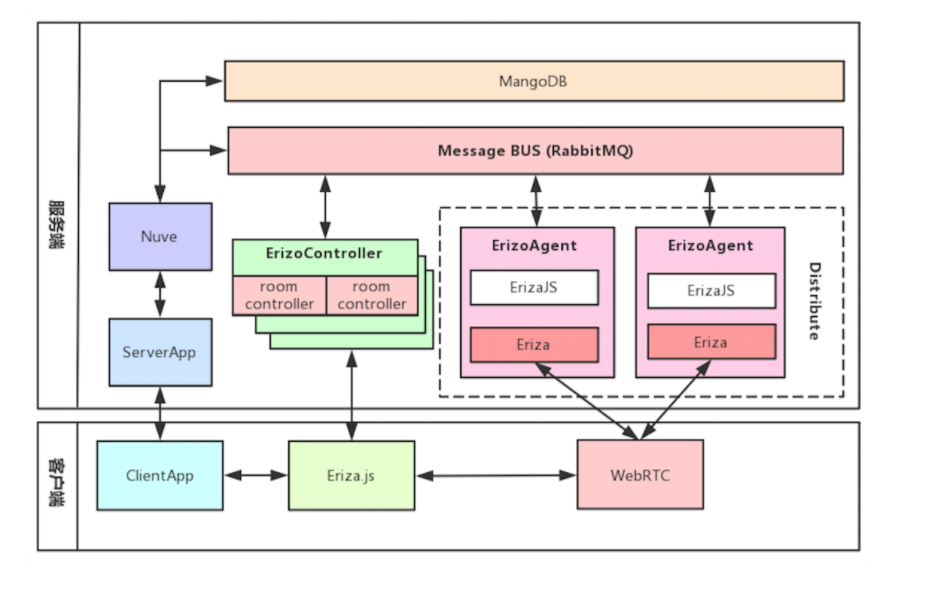 服务端
MangoDB
Message BUS (RabbitMQ)
Nuve
ServerApp
ErizoController
room
controller
room
controller
ErizoAgent
ErizaJS
Eriza
ErizoAgent
ErizaJS
Eriza
Distribute
客户端
ClientApp
Eriza.js
WebRTC